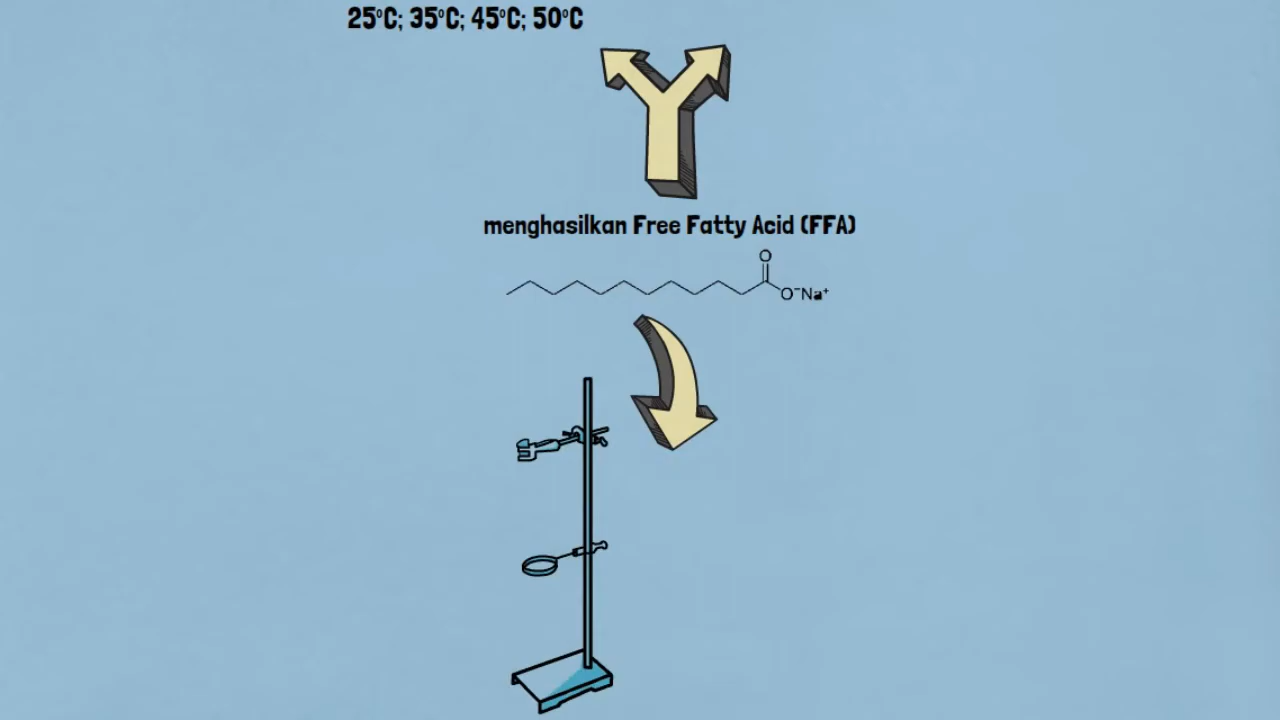 25°C; 35°C; 45°C; 50°C
menghasilkan Free Fatty Acid (FFA)
O
O⁻Na⁺